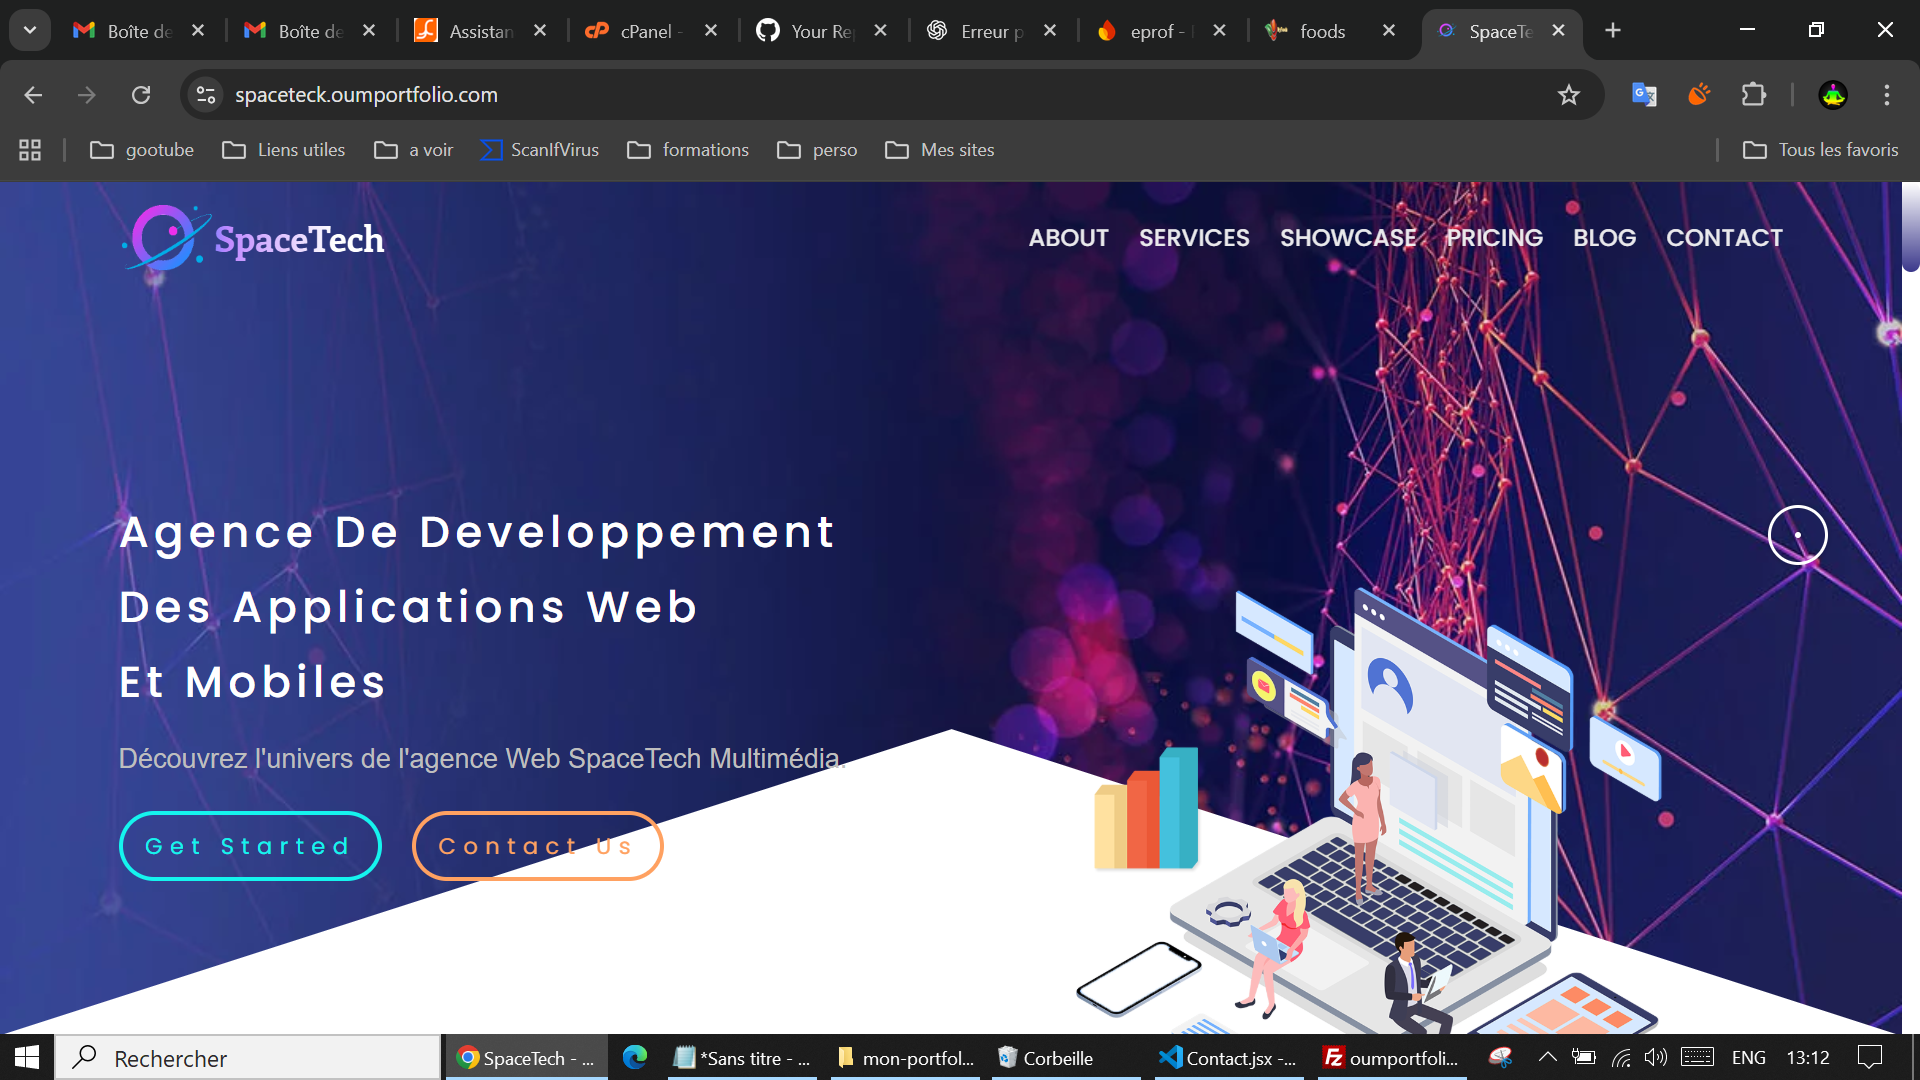 Boîte de
Boîte de
Assistan
cPanel -
Your Re
Erreur p
eprof -
foods
SpaceTe
spaceteck.oumportfolio.com
gootube
Liens utiles
a voir
ScanIfVirus
formations
perso
Mes sites
Tous les favoris
SpaceTech
ABOUT
SERVICES
SHOWCASE
PRICING
BLOG
CONTACT
Agence De Developpement
Des Applications Web
Et Mobiles
Découvrez l'univers de l'agence Web SpaceTech Multimédia.
Get Started
Contact Us
Rechercher
SpaceTech - ...
*Sans titre - ...
mon-portfol...
Corbeille
Contact.jsx -...
oumportfoli...
ENG
13:12